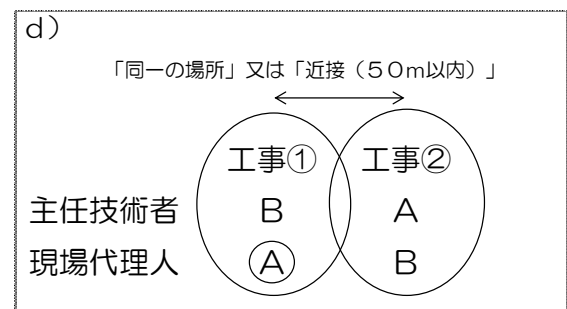 d）
「同一の場所」又は「近接（５０ｍ以内）」
工事① 工事②
主任技術者 B A
現場代理人 Ⓐ B